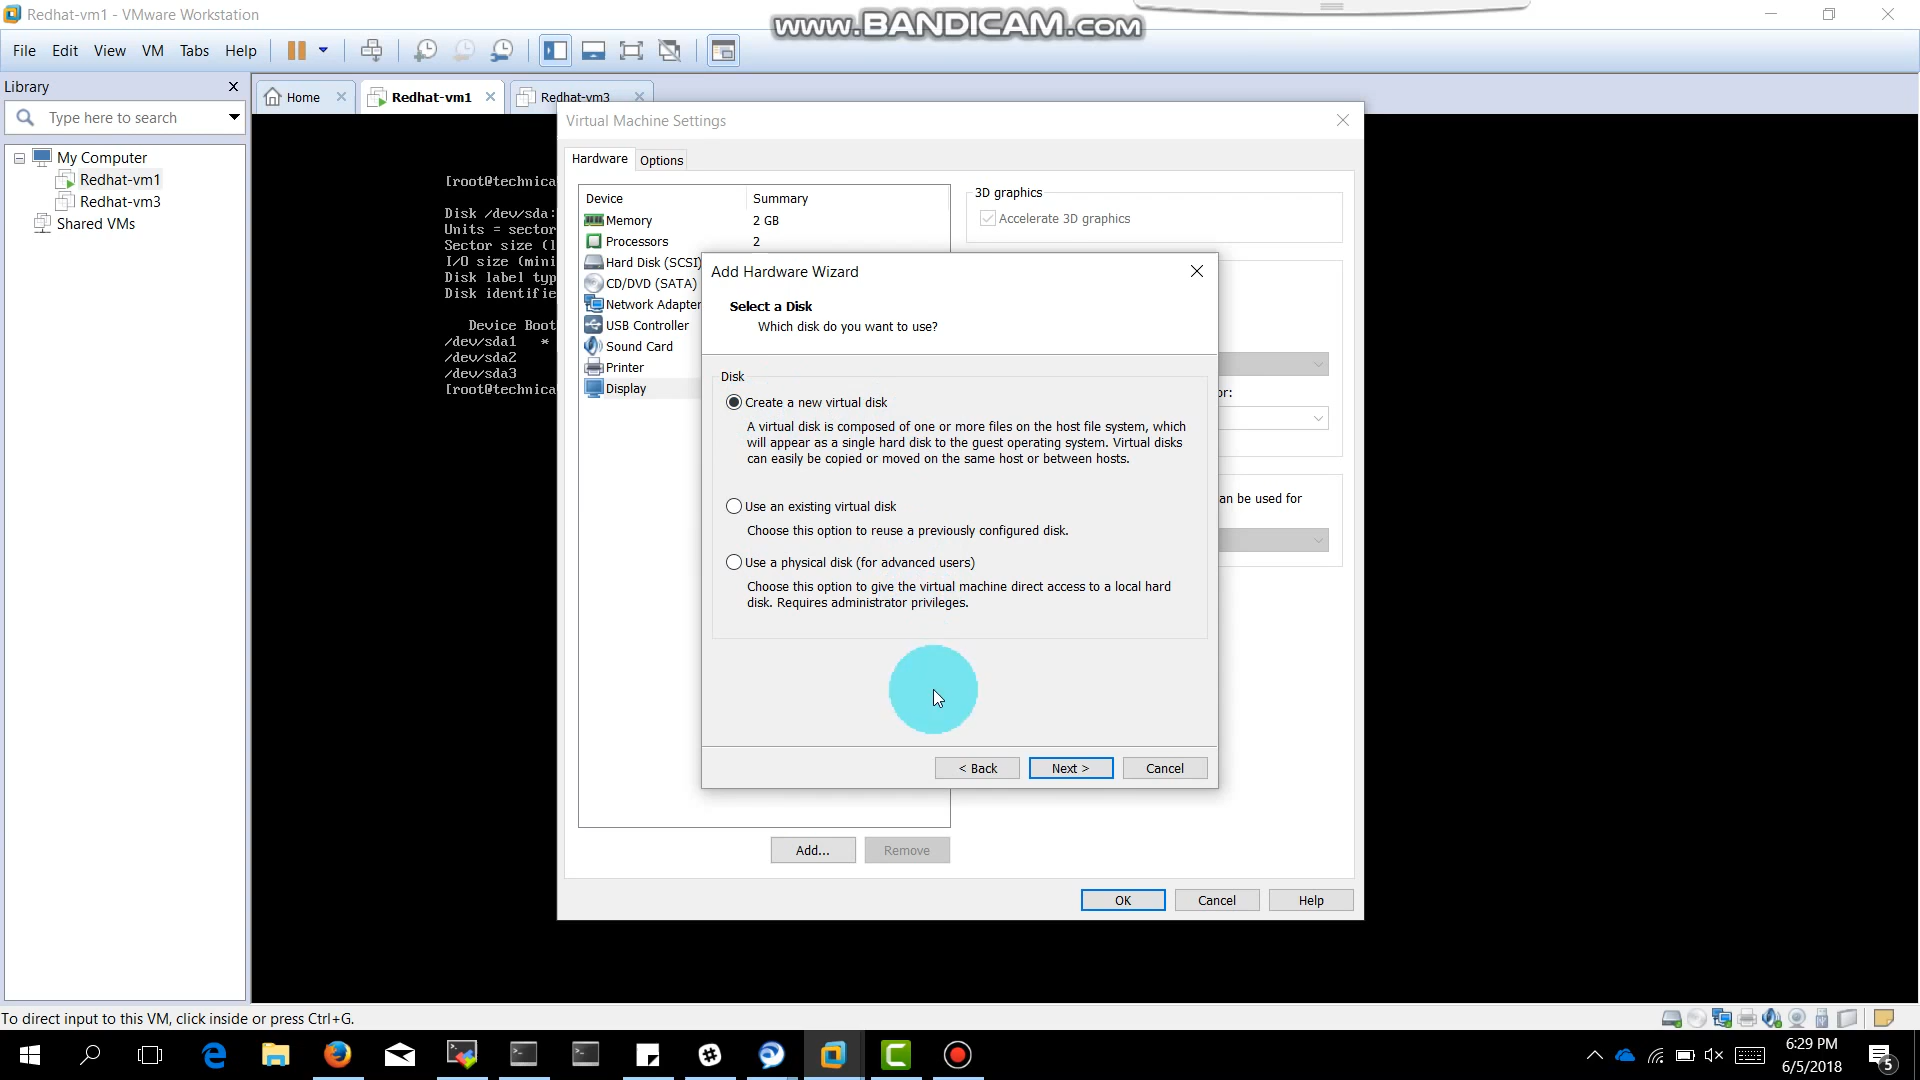 Redhat-vm1 - VMware Workstation
www.BANDICAM.com
File Edit View VM Tabs Help
Library
Type here to search
My Computer
Redhat-vm1
Redhat-vm3
Shared VMs
Home
Redhat-vm1
Redhat-vm3
[root@technica
Disk /dev/sda:
Units = sector
Sector size (l
I/O size (mini
Disk label typ
Disk identifie
Device Boot
/dev/sda1 *
/dev/sda2
/dev/sda3
[root@technica
Virtual Machine Settings
Hardware Options
Device Summary
Memory 2 GB
Processors 2
Hard Disk (SCSI)
CD/DVD (SATA)
Network Adapter
USB Controller
Sound Card
Printer
Display
3D graphics
Accelerate 3D graphics
or:
an be used for
Add Hardware Wizard
Select a Disk
Which disk do you want to use?
Disk
Create a new virtual disk
A virtual disk is composed of one or more files on the host file system, which
will appear as a single hard disk to the guest operating system. Virtual disks
can easily be copied or moved on the same host or between hosts.
Use an existing virtual disk
Choose this option to reuse a previously configured disk.
Use a physical disk (for advanced users)
Choose this option to give the virtual machine direct access to a local hard
disk. Requires administrator privileges.
< Back Next > Cancel
Add... Remove
OK Cancel Help
To direct input to this VM, click inside or press Ctrl+G.
6:29 PM
6/5/2018
5